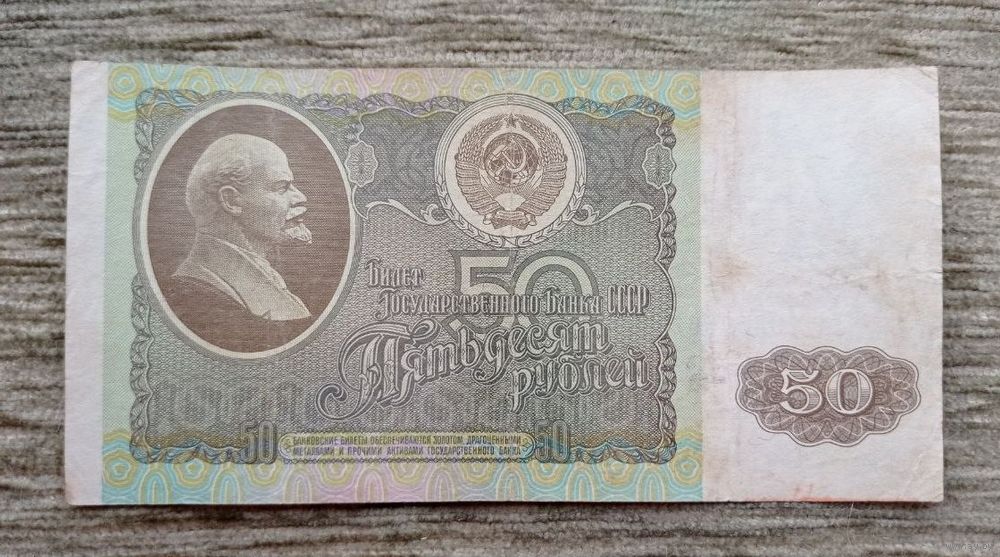 Билет
Государственного Банка СССР
50
Пятьдесят
рублей
50
50 БАНКОВСКИЕ БИЛЕТЫ ОБЕСПЕЧИВАЮТСЯ ЗОЛОТОМ, ДРАГОЦЕННЫМИ 50
МЕТАЛЛАМИ И ПРОЧИМИ АКТИВАМИ ГОСУДАРСТВЕННОГО БАНКА